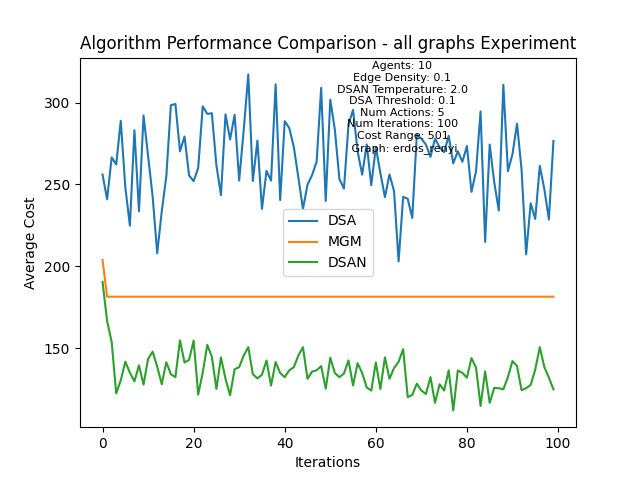 Algorithm Performance Comparison - all graphs Experiment
Agents: 10
Edge Density: 0.1
DSAN Temperature: 2.0
DSA Threshold: 0.1
Num Actions: 5
Num Iterations: 100
Cost Range: 501
Graph: erdos_renyi
300
250
200
150
Average Cost
DSA
MGM
DSAN
0
20
40
60
80
100
Iterations